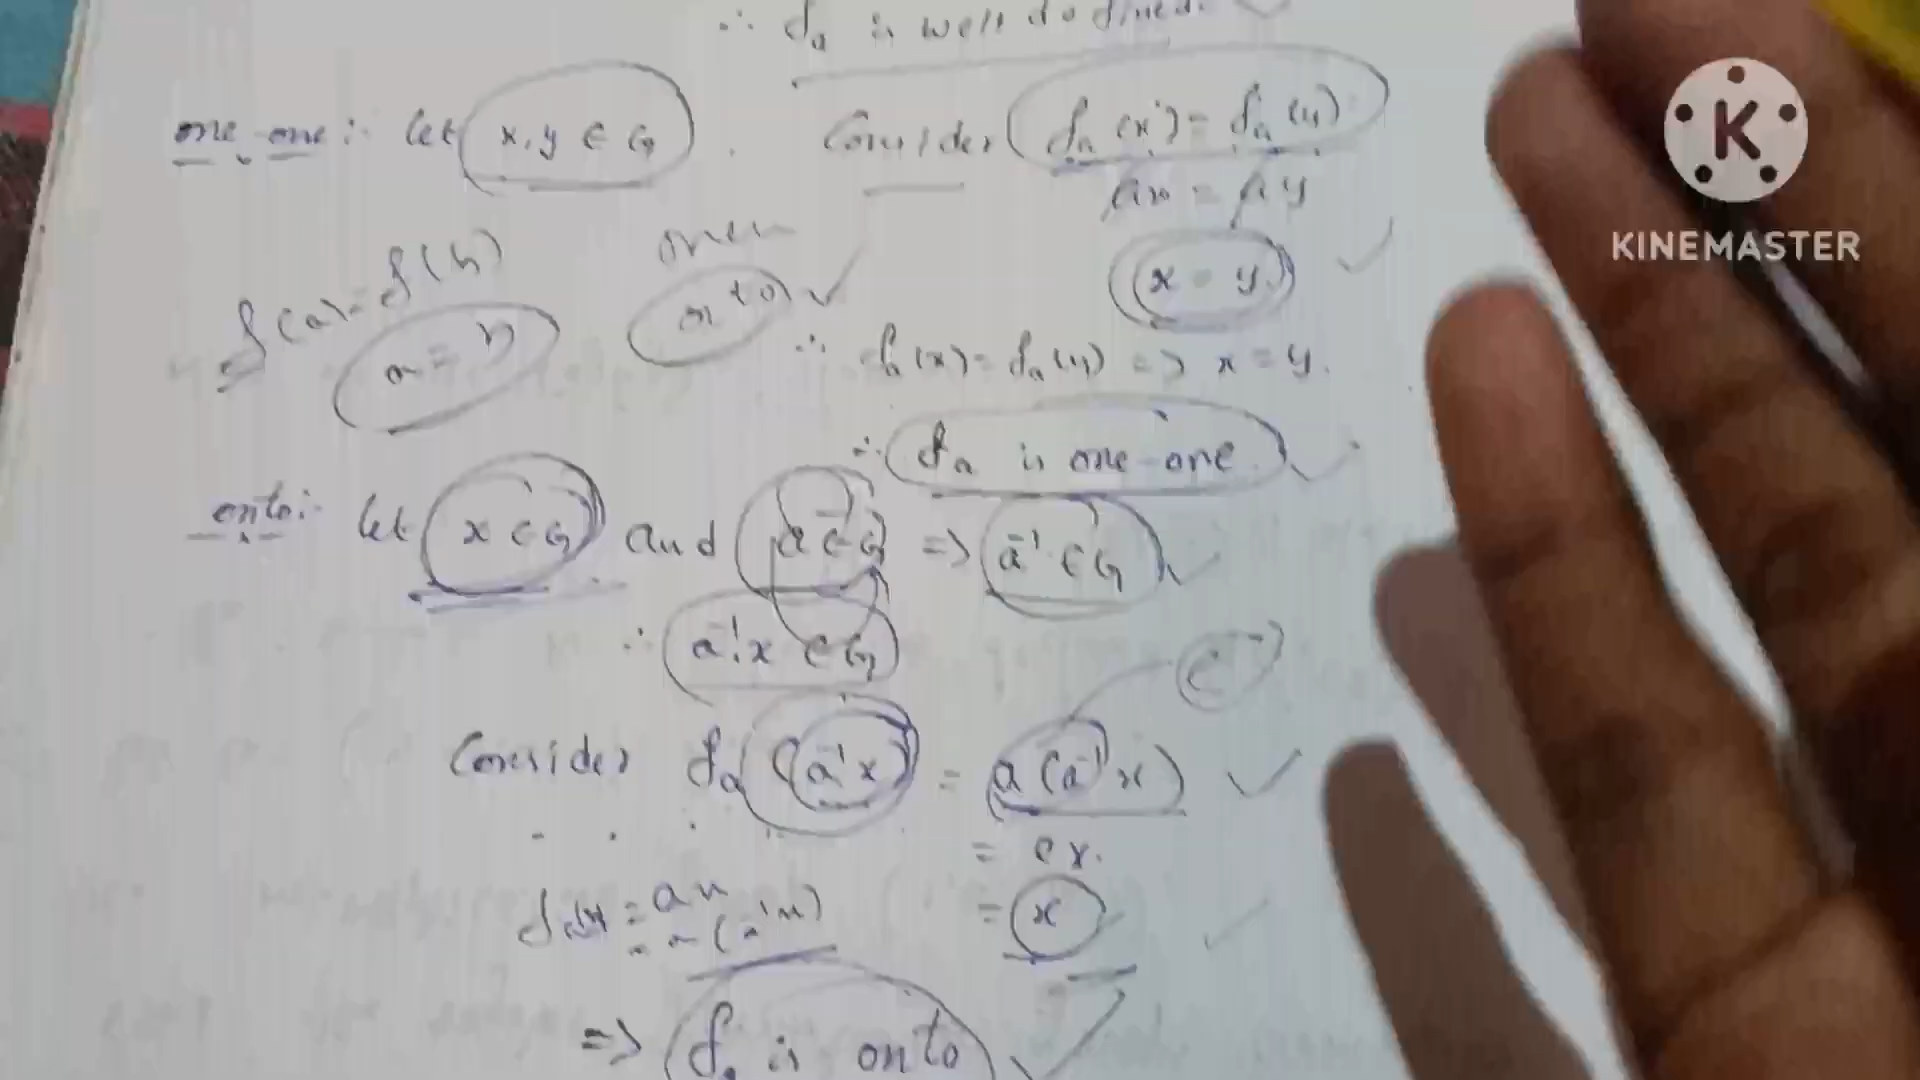 ∴ fa is well defined.
one-one:- let x, y ∈ G. Consider fa(x) = fa(y)
ax = ay
x = y.
f(a) = f(b)
onto
∴ fa(x) = fa(y) => x = y.
∴ fa is one-one.
onto:- let x ∈ G and a ∈ G => a⁻¹ ∈ G
∴ a⁻¹x ∈ G
Consider fa(a⁻¹x) = a(a⁻¹x)
= ex.
= x
=> fa is onto
K
KINEMASTER